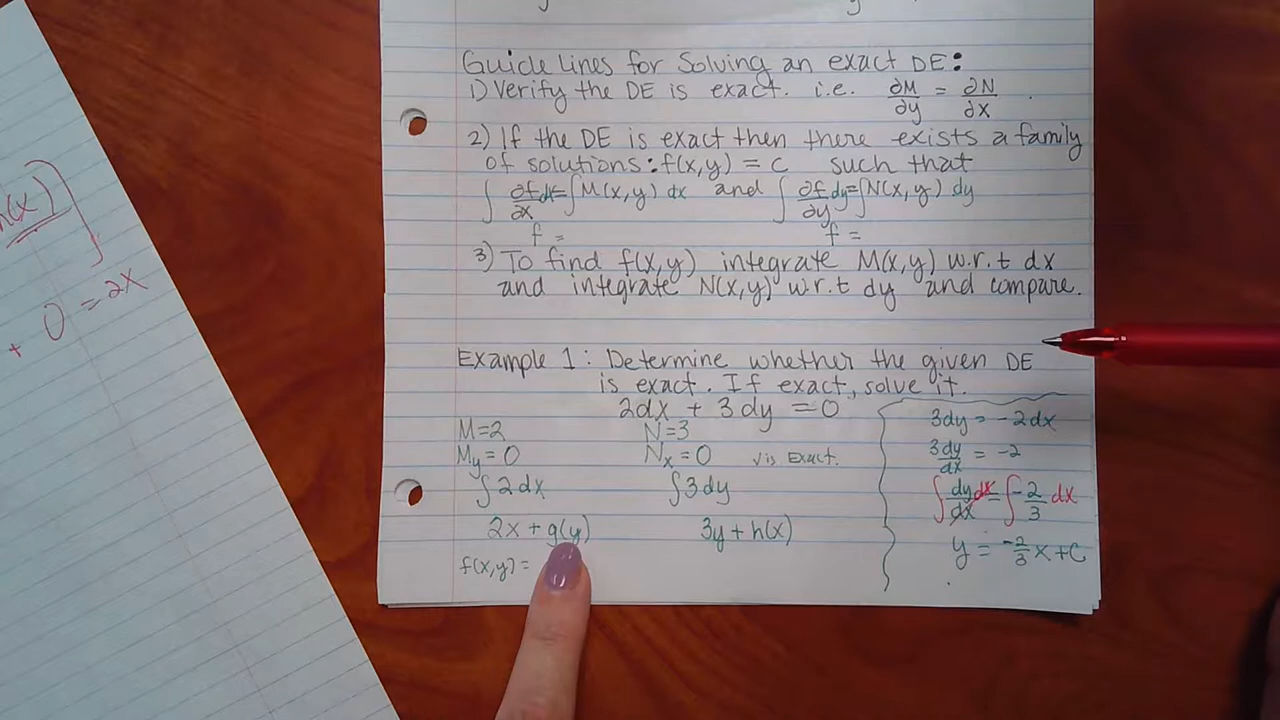 Guidelines for Solving an exact DE:
1) Verify the DE is exact. i.e. ∂M/∂y = ∂N/∂x .
2) If the DE is exact then there exists a family
of solutions: f(x,y) = C such that
∫ ∂f/∂x dx = ∫ M(x,y) dx and ∫ ∂f/∂y dy = ∫ N(x,y) dy
f = f =
3) To find f(x,y) integrate M(x,y) w.r.t dx
and integrate N(x,y) w.r.t dy and compare.
Example 1: Determine whether the given DE
is exact. If exact, solve it.
2dx + 3dy = 0
M=2 N=3
My = 0 Nx = 0 √is Exact.
∫2dx ∫3dy
2x + g(y) 3y + h(x)
f(x,y) =
3dy = -2dx
3dy/dx = -2
∫ dy/dx dx = ∫ -2/3 dx
y = -2/3 x + C
h(x)]
+ 0 = 2x